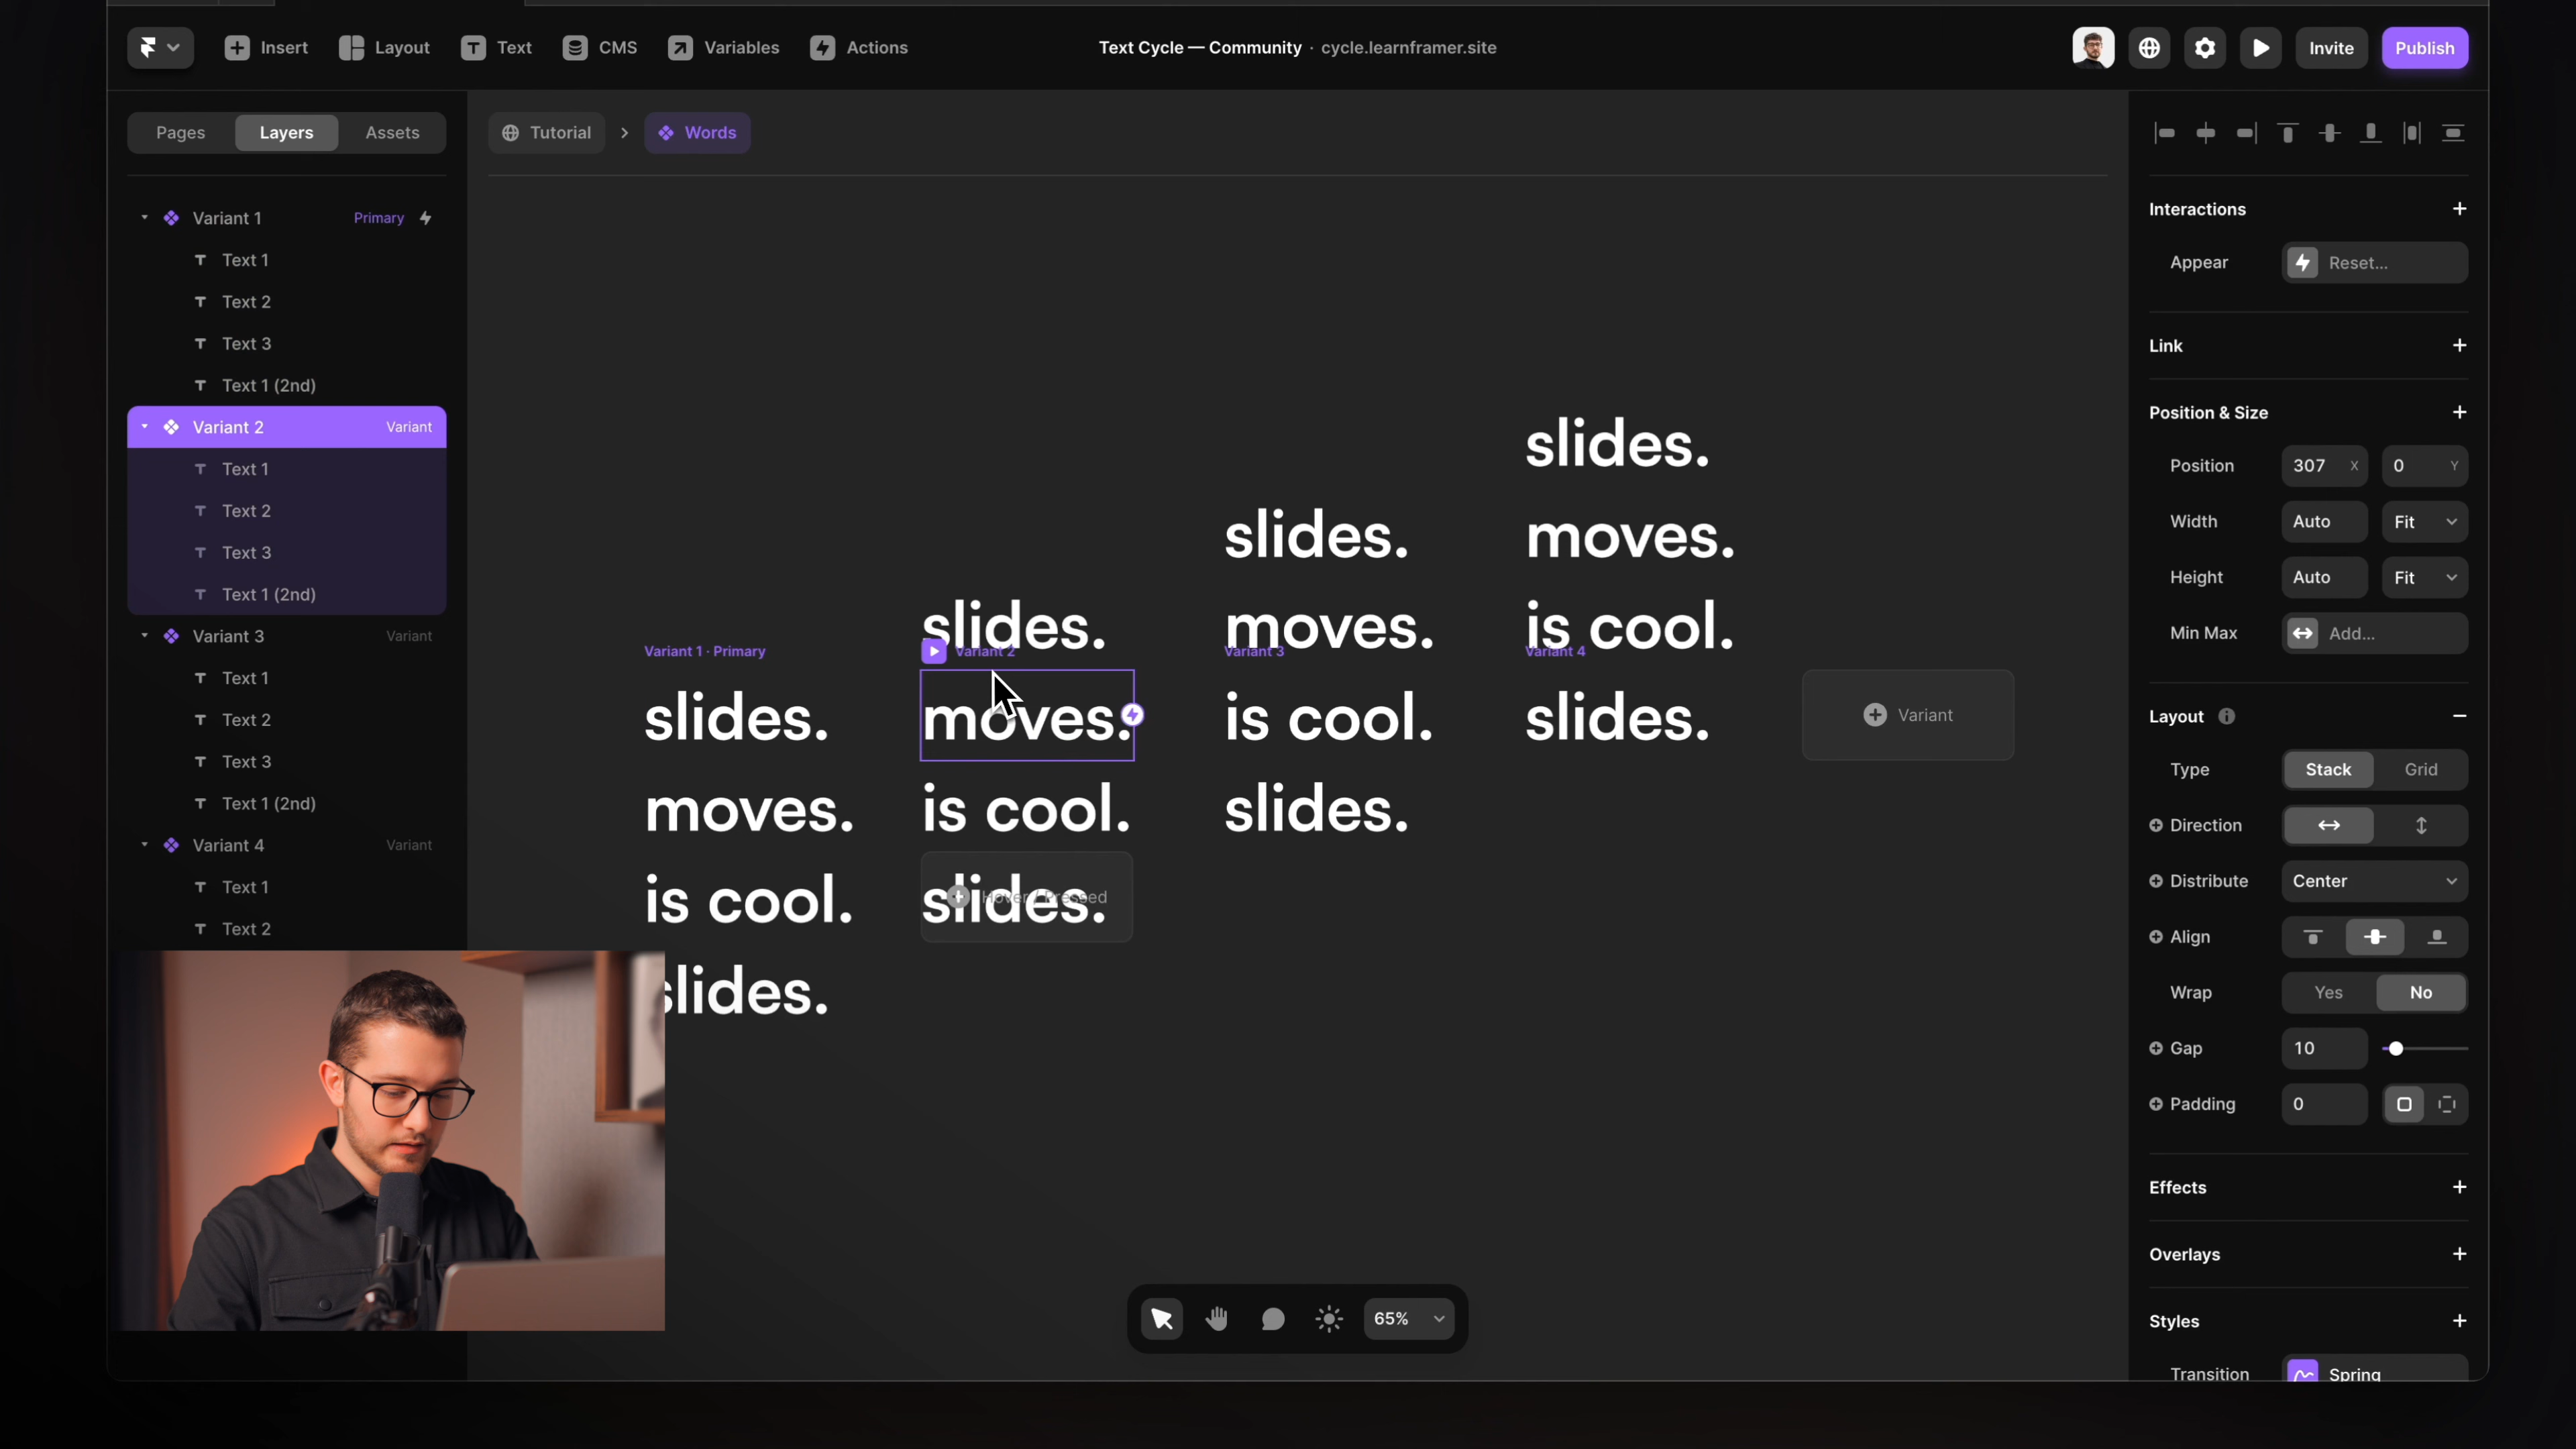 Insert
Layout
Text
CMS
Variables
Actions
Text Cycle — Community · cycle.learnframer.site
Invite
Publish
Pages
Layers
Assets
Tutorial
Words
Variant 1
Primary
Text 1
Text 2
Text 3
Text 1 (2nd)
Variant 2
Variant
Text 1
Text 2
Text 3
Text 1 (2nd)
Variant 3
Variant
Text 1
Text 2
Text 3
Text 1 (2nd)
Variant 4
Variant
Text 1
Text 2
Variant 1 · Primary
slides.
moves.
is cool.
slides.
slides.
Variant 2
moves.
is cool.
Hover / Pressed
slides.
slides.
moves.
Variant 3
is cool.
slides.
slides.
moves.
is cool.
Variant 4
slides.
Variant
65%
Interactions
Appear
Reset...
Link
Position & Size
Position
307
X
0
Y
Width
Auto
Fit
Height
Auto
Fit
Min Max
Add...
Layout
Type
Stack
Grid
Direction
Distribute
Center
Align
Wrap
Yes
No
Gap
10
Padding
0
Effects
Overlays
Styles
Transition
Spring